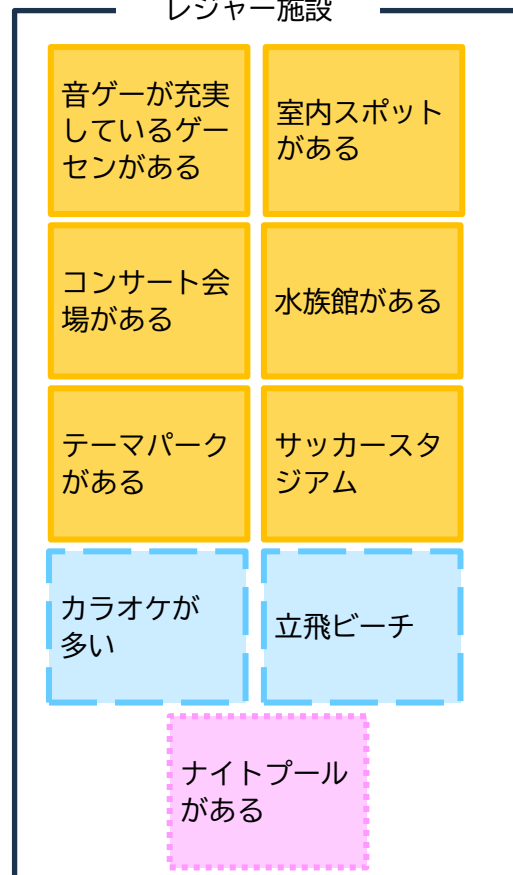 レジャー施設
音ゲーが充実
しているゲー
センがある
室内スポット
がある
コンサート会
場がある
水族館がある
テーマパーク
がある
サッカースタ
ジアム
カラオケが
多い
立飛ビーチ
ナイトプール
がある